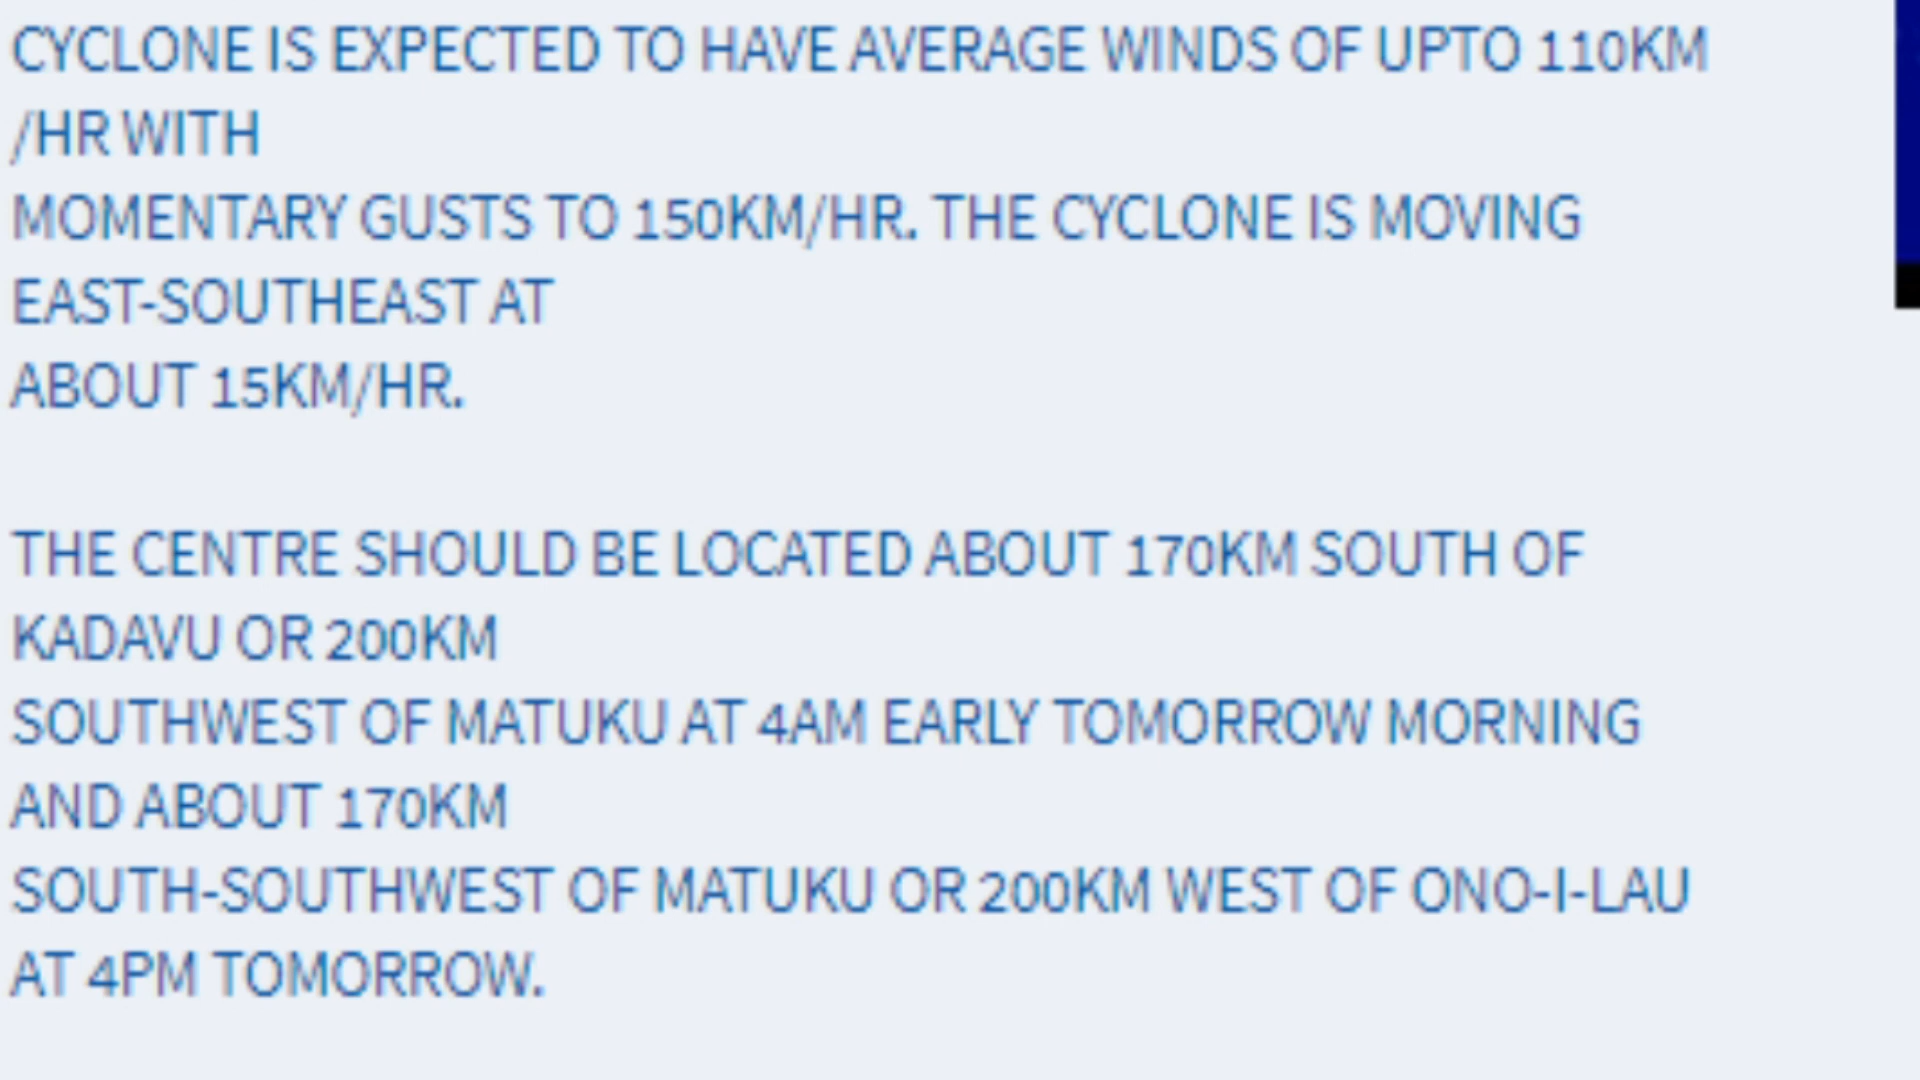 CYCLONE IS EXPECTED TO HAVE AVERAGE WINDS OF UPTO 110KM
/HR WITH
MOMENTARY GUSTS TO 150KM/HR. THE CYCLONE IS MOVING
EAST-SOUTHEAST AT
ABOUT 15KM/HR.
THE CENTRE SHOULD BE LOCATED ABOUT 170KM SOUTH OF
KADAVU OR 200KM
SOUTHWEST OF MATUKU AT 4AM EARLY TOMORROW MORNING
AND ABOUT 170KM
SOUTH-SOUTHWEST OF MATUKU OR 200KM WEST OF ONO-I-LAU
AT 4PM TOMORROW.